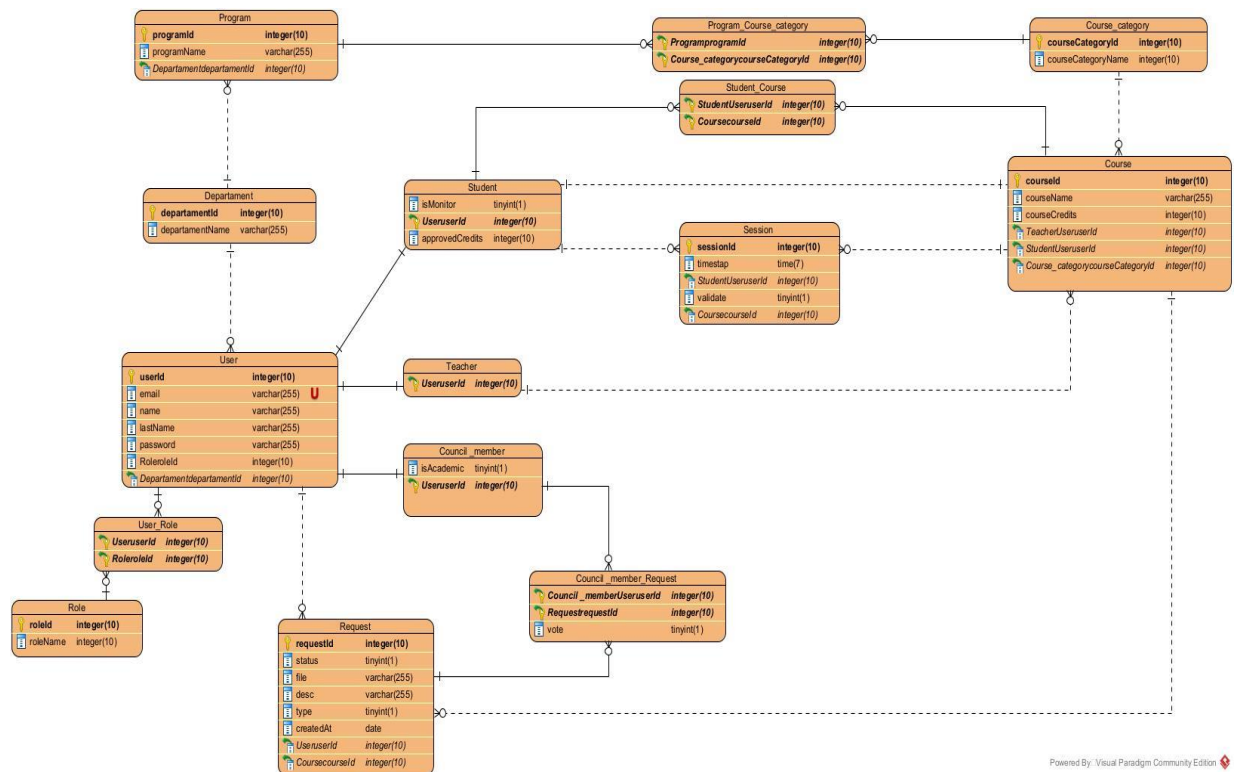 Program
programId integer(10)
programName varchar(255)
DepartamentdepartamentId integer(10)
Program_Course_category
ProgramprogramId integer(10)
Course_categorycourseCategoryId integer(10)
Course_category
courseCategoryId integer(10)
courseCategoryName integer(10)
Student_Course
StudentUseruserId integer(10)
CoursecourseId integer(10)
Departament
departamentId integer(10)
departamentName varchar(255)
Student
isMonitor tinyint(1)
UseruserId integer(10)
approvedCredits integer(10)
Session
sessionId integer(10)
timestap time(7)
StudentUseruserId integer(10)
validate tinyint(1)
CoursecourseId integer(10)
Course
courseId integer(10)
courseName varchar(255)
courseCredits integer(10)
TeacherUseruserId integer(10)
StudentUseruserId integer(10)
Course_categorycourseCategoryId integer(10)
User
userId integer(10)
email varchar(255) U
name varchar(255)
lastName varchar(255)
password varchar(255)
RoleroleId integer(10)
DepartamentdepartamentId integer(10)
Teacher
UseruserId integer(10)
Council _member
isAcademic tinyint(1)
UseruserId integer(10)
User_Role
UseruserId integer(10)
RoleroleId integer(10)
Role
roleId integer(10)
roleName integer(10)
Council _member_Request
Council _memberUseruserId integer(10)
RequestrequestId integer(10)
vote tinyint(1)
Request
requestId integer(10)
status tinyint(1)
file varchar(255)
desc varchar(255)
type tinyint(1)
createdAt date
UseruserId integer(10)
CoursecourseId integer(10)
Powered By Visual Paradigm Community Edition